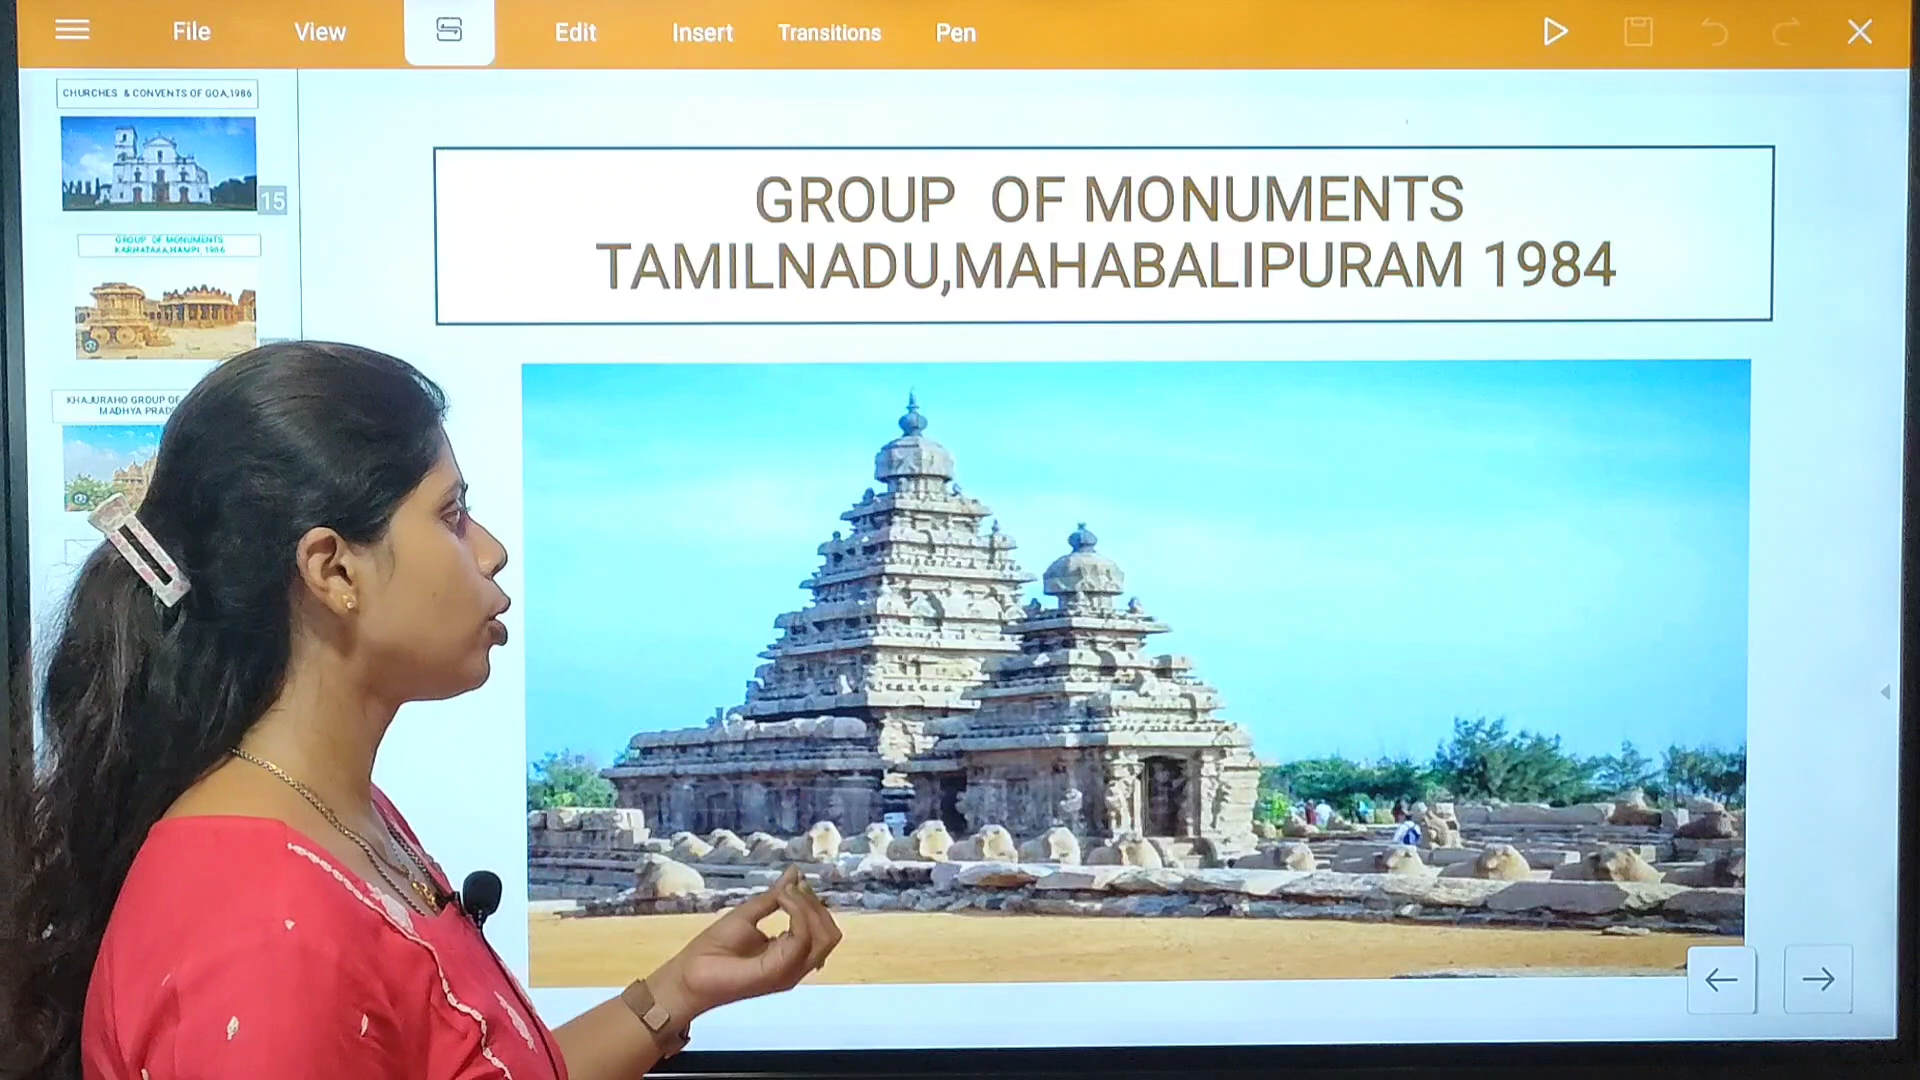 File View Edit Insert Transitions Pen
CHURCHES & CONVENTS OF GOA,1986
15
GROUP OF MONUMENTS
KARNATAKA,HAMPI, 1986
KHAJURAHO GROUP OF
MADHYA
GROUP OF MONUMENTS
TAMILNADU,MAHABALIPURAM 1984